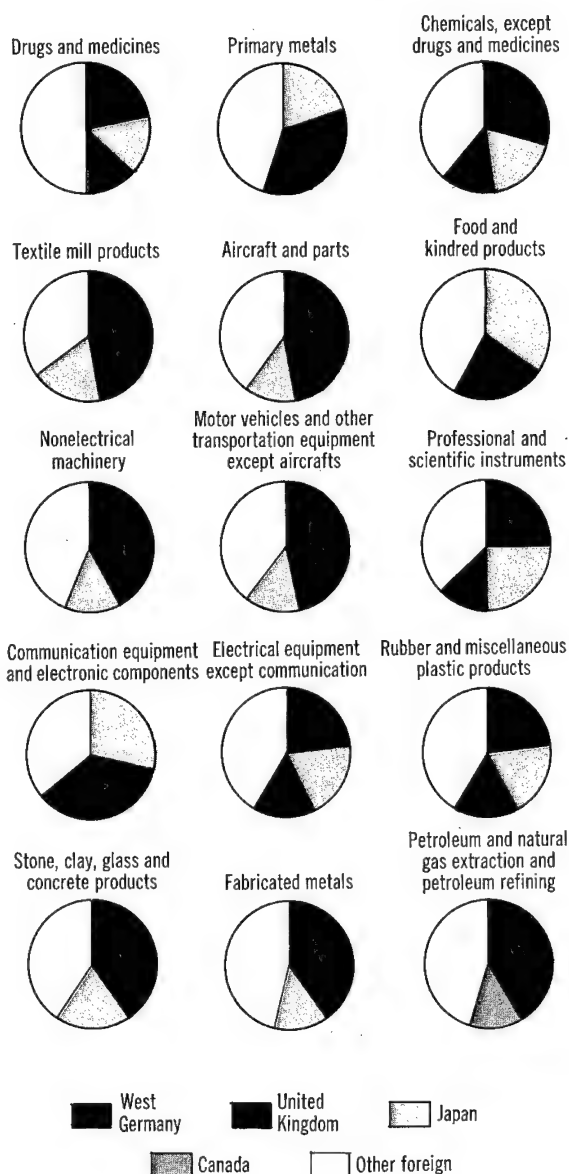 Drugs and medicines
Primary metals
Chemicals, except
drugs and medicines
Textile mill products
Aircraft and parts
Food and
kindred products
Nonelectrical
machinery
Motor vehicles and other
transportation equipment
except aircrafts
Professional and
scientific instruments
Communication equipment
and electronic components
Electrical equipment
except communication
Rubber and miscellaneous
plastic products
Stone, clay, glass and
concrete products
Fabricated metals
Petroleum and natural
gas extraction and
petroleum refining
West
Germany
United
Kingdom
Japan
Canada
Other foreign